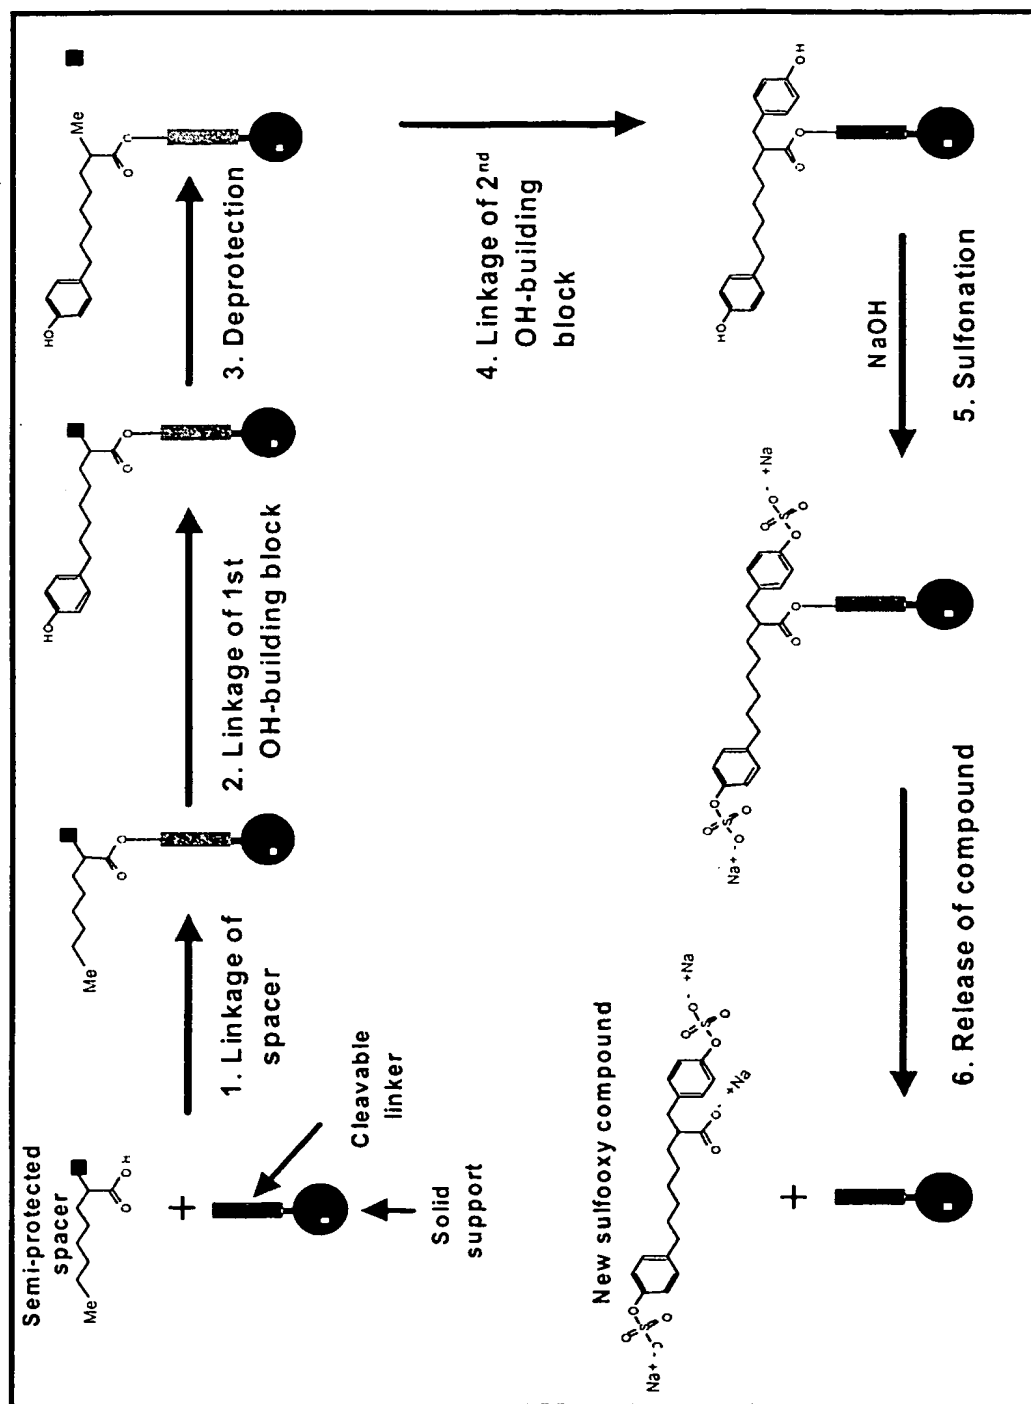 Semi-protected
spacer
Me
O
OH
+
Cleavable
linker
Solid
support
1. Linkage of
spacer
Me
O
O
2. Linkage of 1st
OH-building block
HO
O
O
3. Deprotection
HO
Me
O
O
4. Linkage of 2nd
OH-building
block
HO
OH
O
O
NaOH
5. Sulfonation
Na+ -O
O
S
O
O
O
O
O
S
O
O
O- +Na
6. Release of compound
New sulfooxy compound
Na+ -O
O
S
O
O
O
O- +Na
O
S
O
O
O- +Na
+